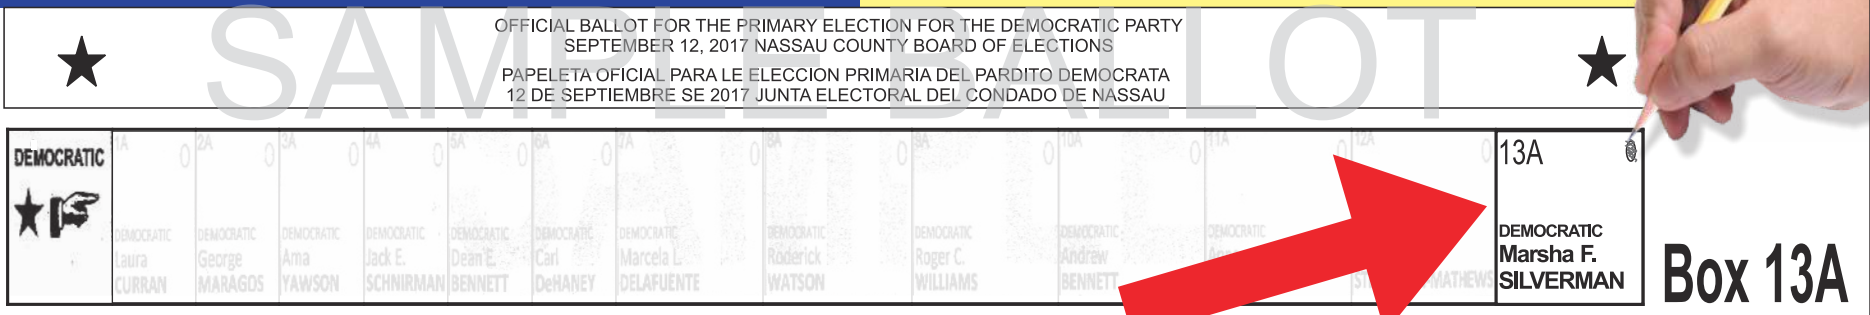 SAMPLE BALLOT
OFFICIAL BALLOT FOR THE PRIMARY ELECTION FOR THE DEMOCRATIC PARTY
SEPTEMBER 12, 2017 NASSAU COUNTY BOARD OF ELECTIONS
PAPELETA OFICIAL PARA LE ELECCION PRIMARIA DEL PARDITO DEMOCRATA
12 DE SEPTIEMBRE SE 2017 JUNTA ELECTORAL DEL CONDADO DE NASSAU
DEMOCRATIC
1A
DEMOCRATIC
Laura
CURRAN
2A
DEMOCRATIC
George
MARAGOS
3A
DEMOCRATIC
Ama
YAWSON
4A
DEMOCRATIC
Jack E.
SCHNIRMAN
5A
DEMOCRATIC
Dean E.
BENNETT
6A
DEMOCRATIC
Carl
DeHANEY
7A
DEMOCRATIC
Marcela L.
DELAFUENTE
8A
DEMOCRATIC
Roderick
WATSON
9A
DEMOCRATIC
Roger C.
WILLIAMS
10A
DEMOCRATIC
Andrew
BENNETT
11A
DEMOCRATIC
12A
MATHEWS
13A
DEMOCRATIC
Marsha F.
SILVERMAN
Box 13A